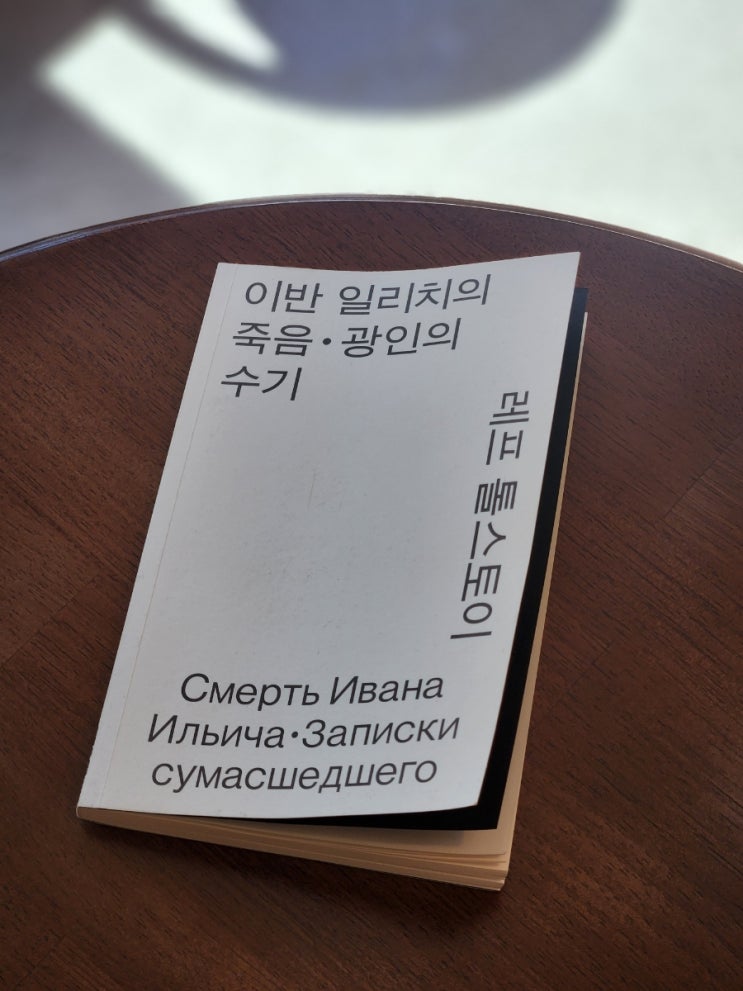 이반 일리치의
죽음·광인의
수기
레프 톨스토이
Смерть Ивана
Ильича·Записки
сумасшедшего